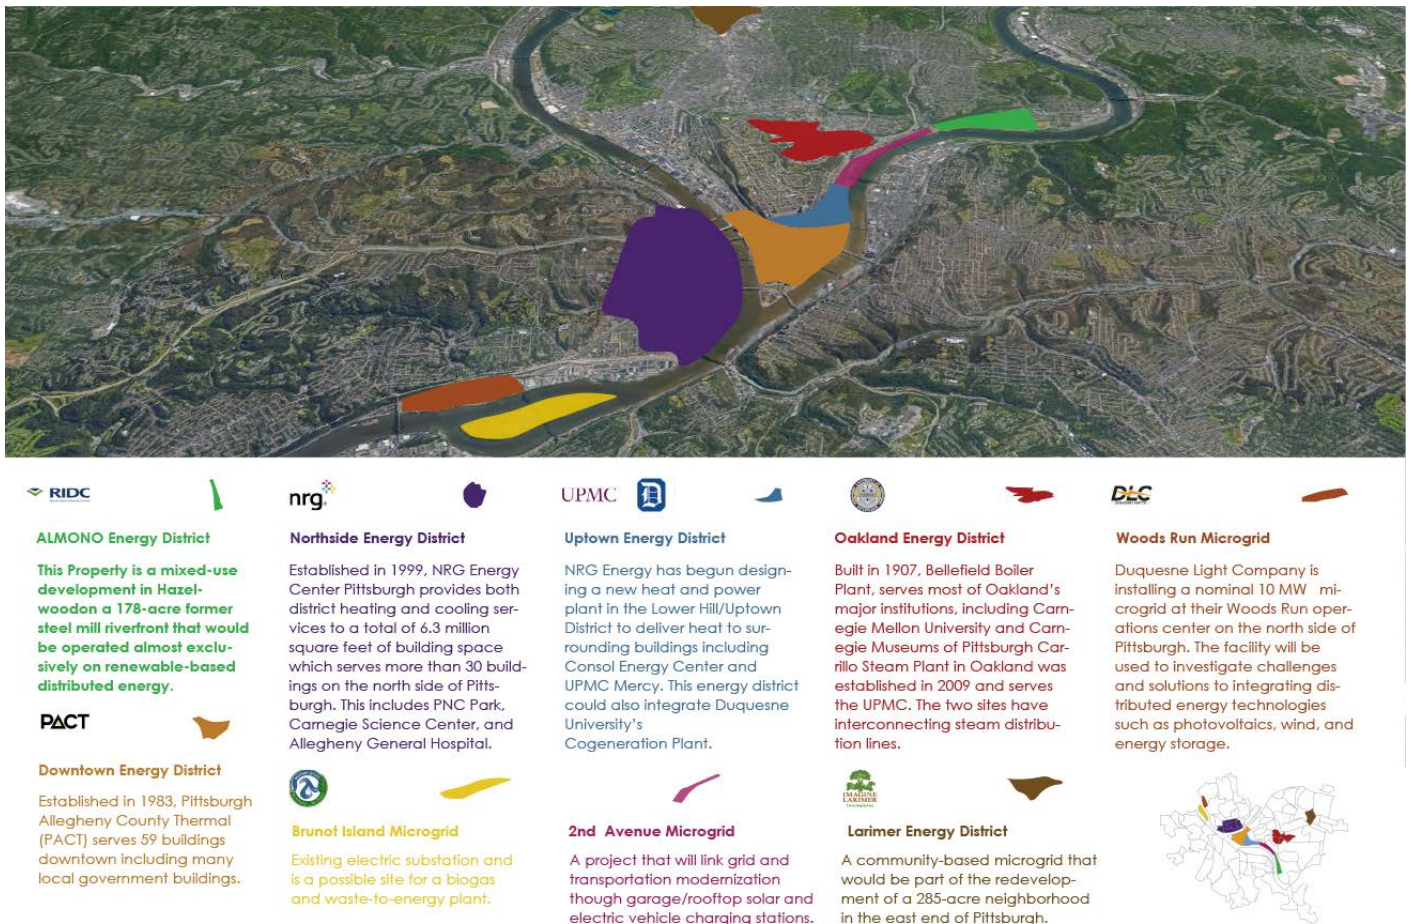 RIDC
ALMONO Energy District
This Property is a mixed-use
development in Hazel-
woodon a 178-acre former
steel mill riverfront that would
be operated almost exclu-
sively on renewable-based
distributed energy.
PACT
Downtown Energy District
Established in 1983, Pittsburgh
Allegheny County Thermal
(PACT) serves 59 buildings
downtown including many
local government buildings.
nrg
Northside Energy District
Established in 1999, NRG Energy
Center Pittsburgh provides both
district heating and cooling ser-
vices to a total of 6.3 million
square feet of building space
which serves more than 30 build-
ings on the north side of Pitts-
burgh. This includes PNC Park,
Carnegie Science Center, and
Allegheny General Hospital.
Brunot Island Microgrid
Existing electric substation and
is a possible site for a biogas
and waste-to-energy plant.
UPMC D
Uptown Energy District
NRG Energy has begun design-
ing a new heat and power
plant in the Lower Hill/Uptown
District to deliver heat to sur-
rounding buildings including
Consol Energy Center and
UPMC Mercy. This energy district
could also integrate Duquesne
University's
Cogeneration Plant.
2nd Avenue Microgrid
A project that will link grid and
transportation modernization
though garage/rooftop solar and
electric vehicle charging stations.
Oakland Energy District
Built in 1907, Bellefield Boiler
Plant, serves most of Oakland's
major institutions, including Carn-
egie Mellon University and Carn-
egie Museums of Pittsburgh Car-
rillo Steam Plant in Oakland was
established in 2009 and serves
the UPMC. The two sites have
interconnecting steam distribu-
tion lines.
IMAGINE
LARIMER
Larimer Energy District
A community-based microgrid that
would be part of the redevelop-
ment of a 285-acre neighborhood
in the east end of Pittsburgh.
DLC
Woods Run Microgrid
Duquesne Light Company is
installing a nominal 10 MW mi-
crogrid at their Woods Run oper-
ations center on the north side of
Pittsburgh. The facility will be
used to investigate challenges
and solutions to integrating dis-
tributed energy technologies
such as photovoltaics, wind, and
energy storage.